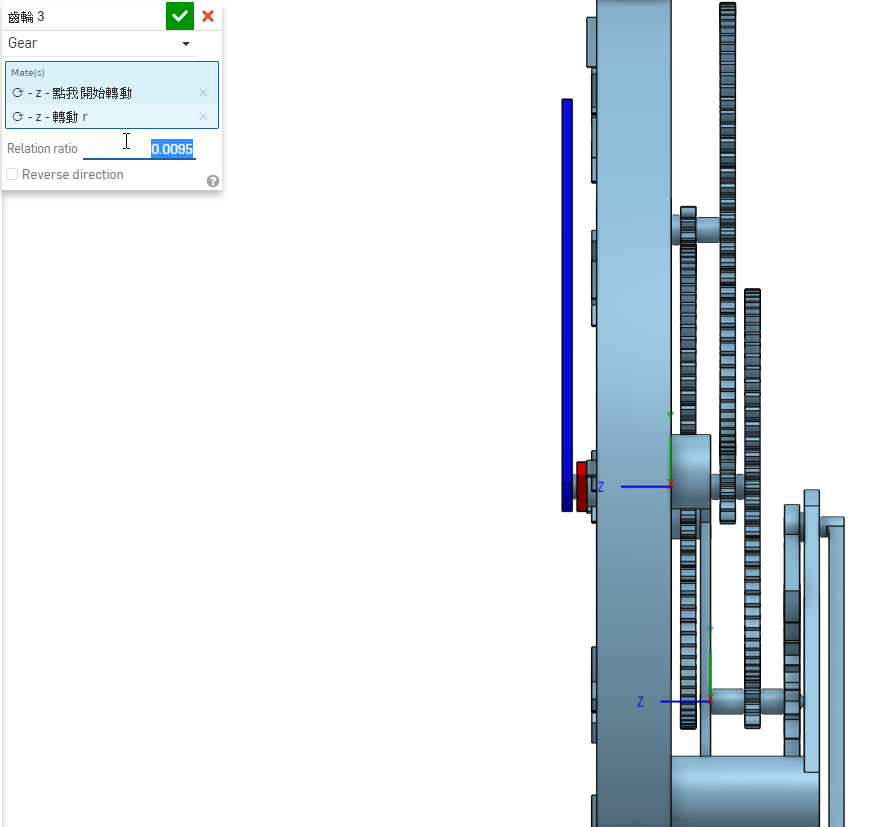 齒輪 3
Gear
Mate(s)
- z - 點我開始轉動
- z - 轉動 r
Relation ratio 0.0095
Reverse direction
?
Y
Z
X
Y
Z
X